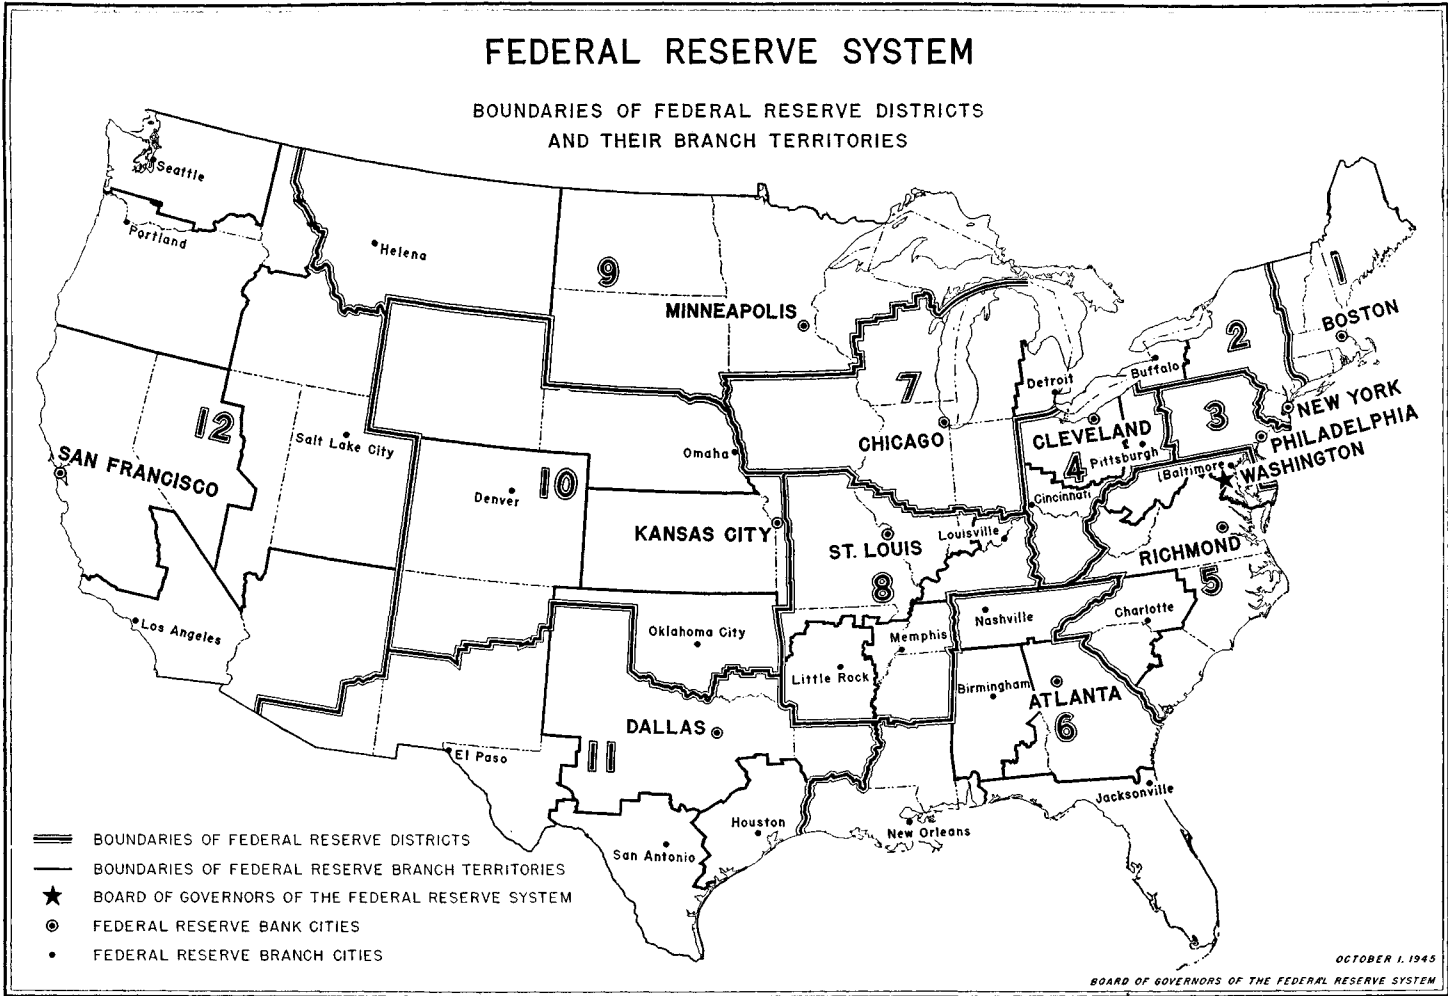 FEDERAL RESERVE SYSTEM
BOUNDARIES OF FEDERAL RESERVE DISTRICTS
AND THEIR BRANCH TERRITORIES
Seattle
Portland
Helena
9
MINNEAPOLIS
1
BOSTON
2
Buffalo
Detroit
7
CHICAGO
NEW YORK
3
PHILADELPHIA
WASHINGTON
CLEVELAND
4
Pittsburgh
Baltimore
Cincinnati
12
Salt Lake City
SAN FRANCISCO
Omaha
10
Denver
KANSAS CITY
ST. LOUIS
8
Louisville
RICHMOND
5
Charlotte
Los Angeles
Oklahoma City
Nashville
Memphis
Little Rock
Birmingham
ATLANTA
6
DALLAS
11
El Paso
Jacksonville
Houston
New Orleans
San Antonio
BOUNDARIES OF FEDERAL RESERVE DISTRICTS
BOUNDARIES OF FEDERAL RESERVE BRANCH TERRITORIES
BOARD OF GOVERNORS OF THE FEDERAL RESERVE SYSTEM
FEDERAL RESERVE BANK CITIES
FEDERAL RESERVE BRANCH CITIES
OCTOBER 1, 1945
BOARD OF GOVERNORS OF THE FEDERAL RESERVE SYSTEM